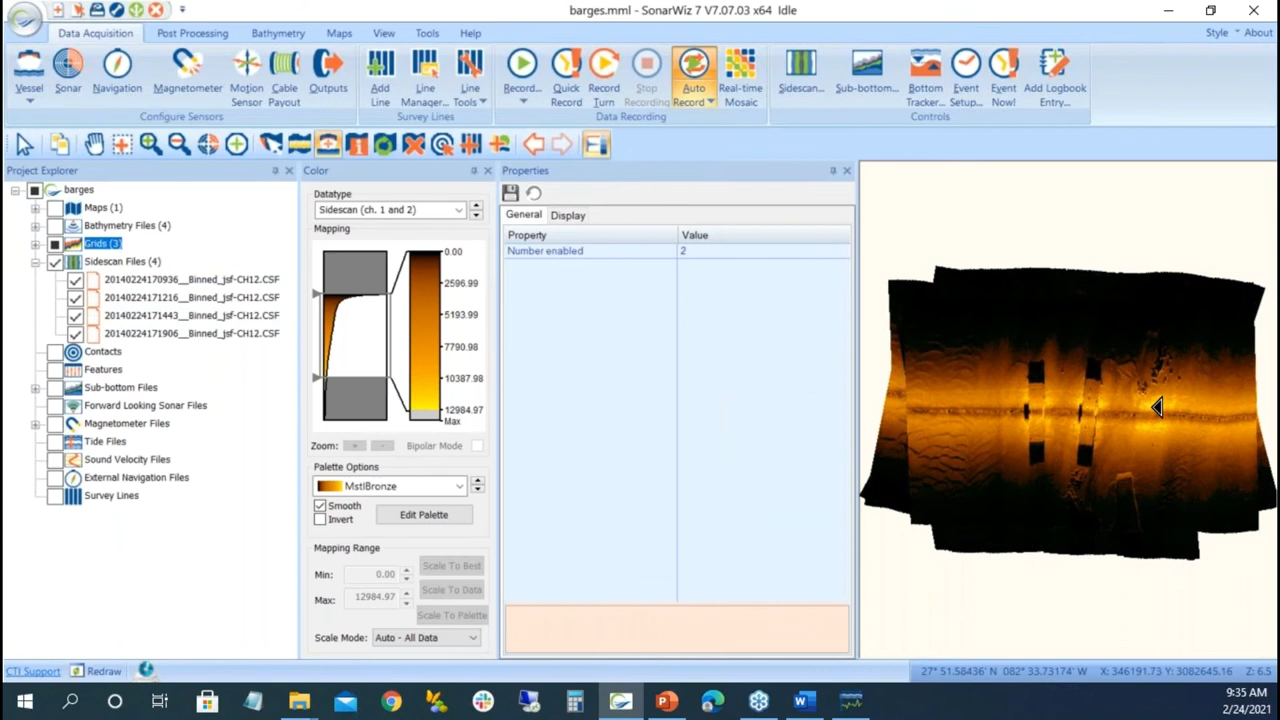 barges.mml - SonarWiz 7 V7.07.03 x64 Idle
Data Acquisition Post Processing Bathymetry Maps View Tools Help Style About
Vessel Sonar Navigation Magnetometer Motion Sensor Cable Payout Outputs
Configure Sensors
Add Line Line Manager... Line Tools
Survey Lines
Record... Quick Record Record Turn Stop Recording Auto Record Real-time Mosaic
Data Recording
Sidescan... Sub-bottom... Bottom Tracker... Event Setup... Event Now! Add Logbook Entry...
Controls
Project Explorer
barges
Maps (1)
Bathymetry Files (4)
Grids (3)
Sidescan Files (4)
20140224170936__Binned_jsf-CH12.CSF
20140224171216__Binned_jsf-CH12.CSF
20140224171443__Binned_jsf-CH12.CSF
20140224171906__Binned_jsf-CH12.CSF
Contacts
Features
Sub-bottom Files
Forward Looking Sonar Files
Magnetometer Files
Tide Files
Sound Velocity Files
External Navigation Files
Survey Lines
Color
Datatype
Sidescan (ch. 1 and 2)
Mapping
0.00
2596.99
5193.99
7790.98
10387.98
12984.97
Max
Zoom: + - Bipolar Mode
Palette Options
MstlBronze
Smooth
Invert
Edit Palette
Mapping Range
Min: 0.00 Scale To Best
Max: 12984.97 Scale To Data
Scale To Palette
Scale Mode: Auto - All Data
Properties
General Display
Property Value
Number enabled 2
CTI Support Redraw
27° 51.58436' N 082° 33.73174' W X: 346191.73 Y: 3082645.16 Z: 6.5
9:35 AM
2/24/2021